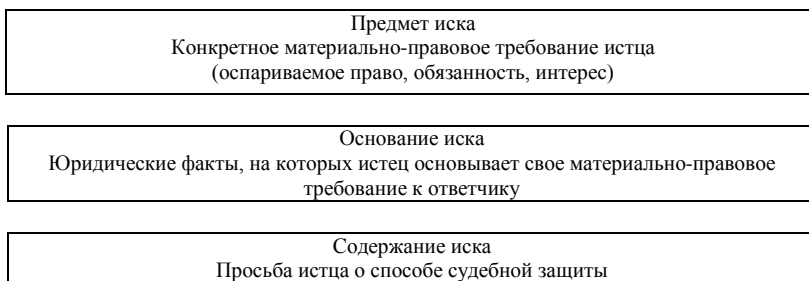 Предмет иска
Конкретное материально-правовое требование истца
(оспариваемое право, обязанность, интерес)
Основание иска
Юридические факты, на которых истец основывает свое материально-правовое
требование к ответчику
Содержание иска
Просьба истца о способе судебной защиты